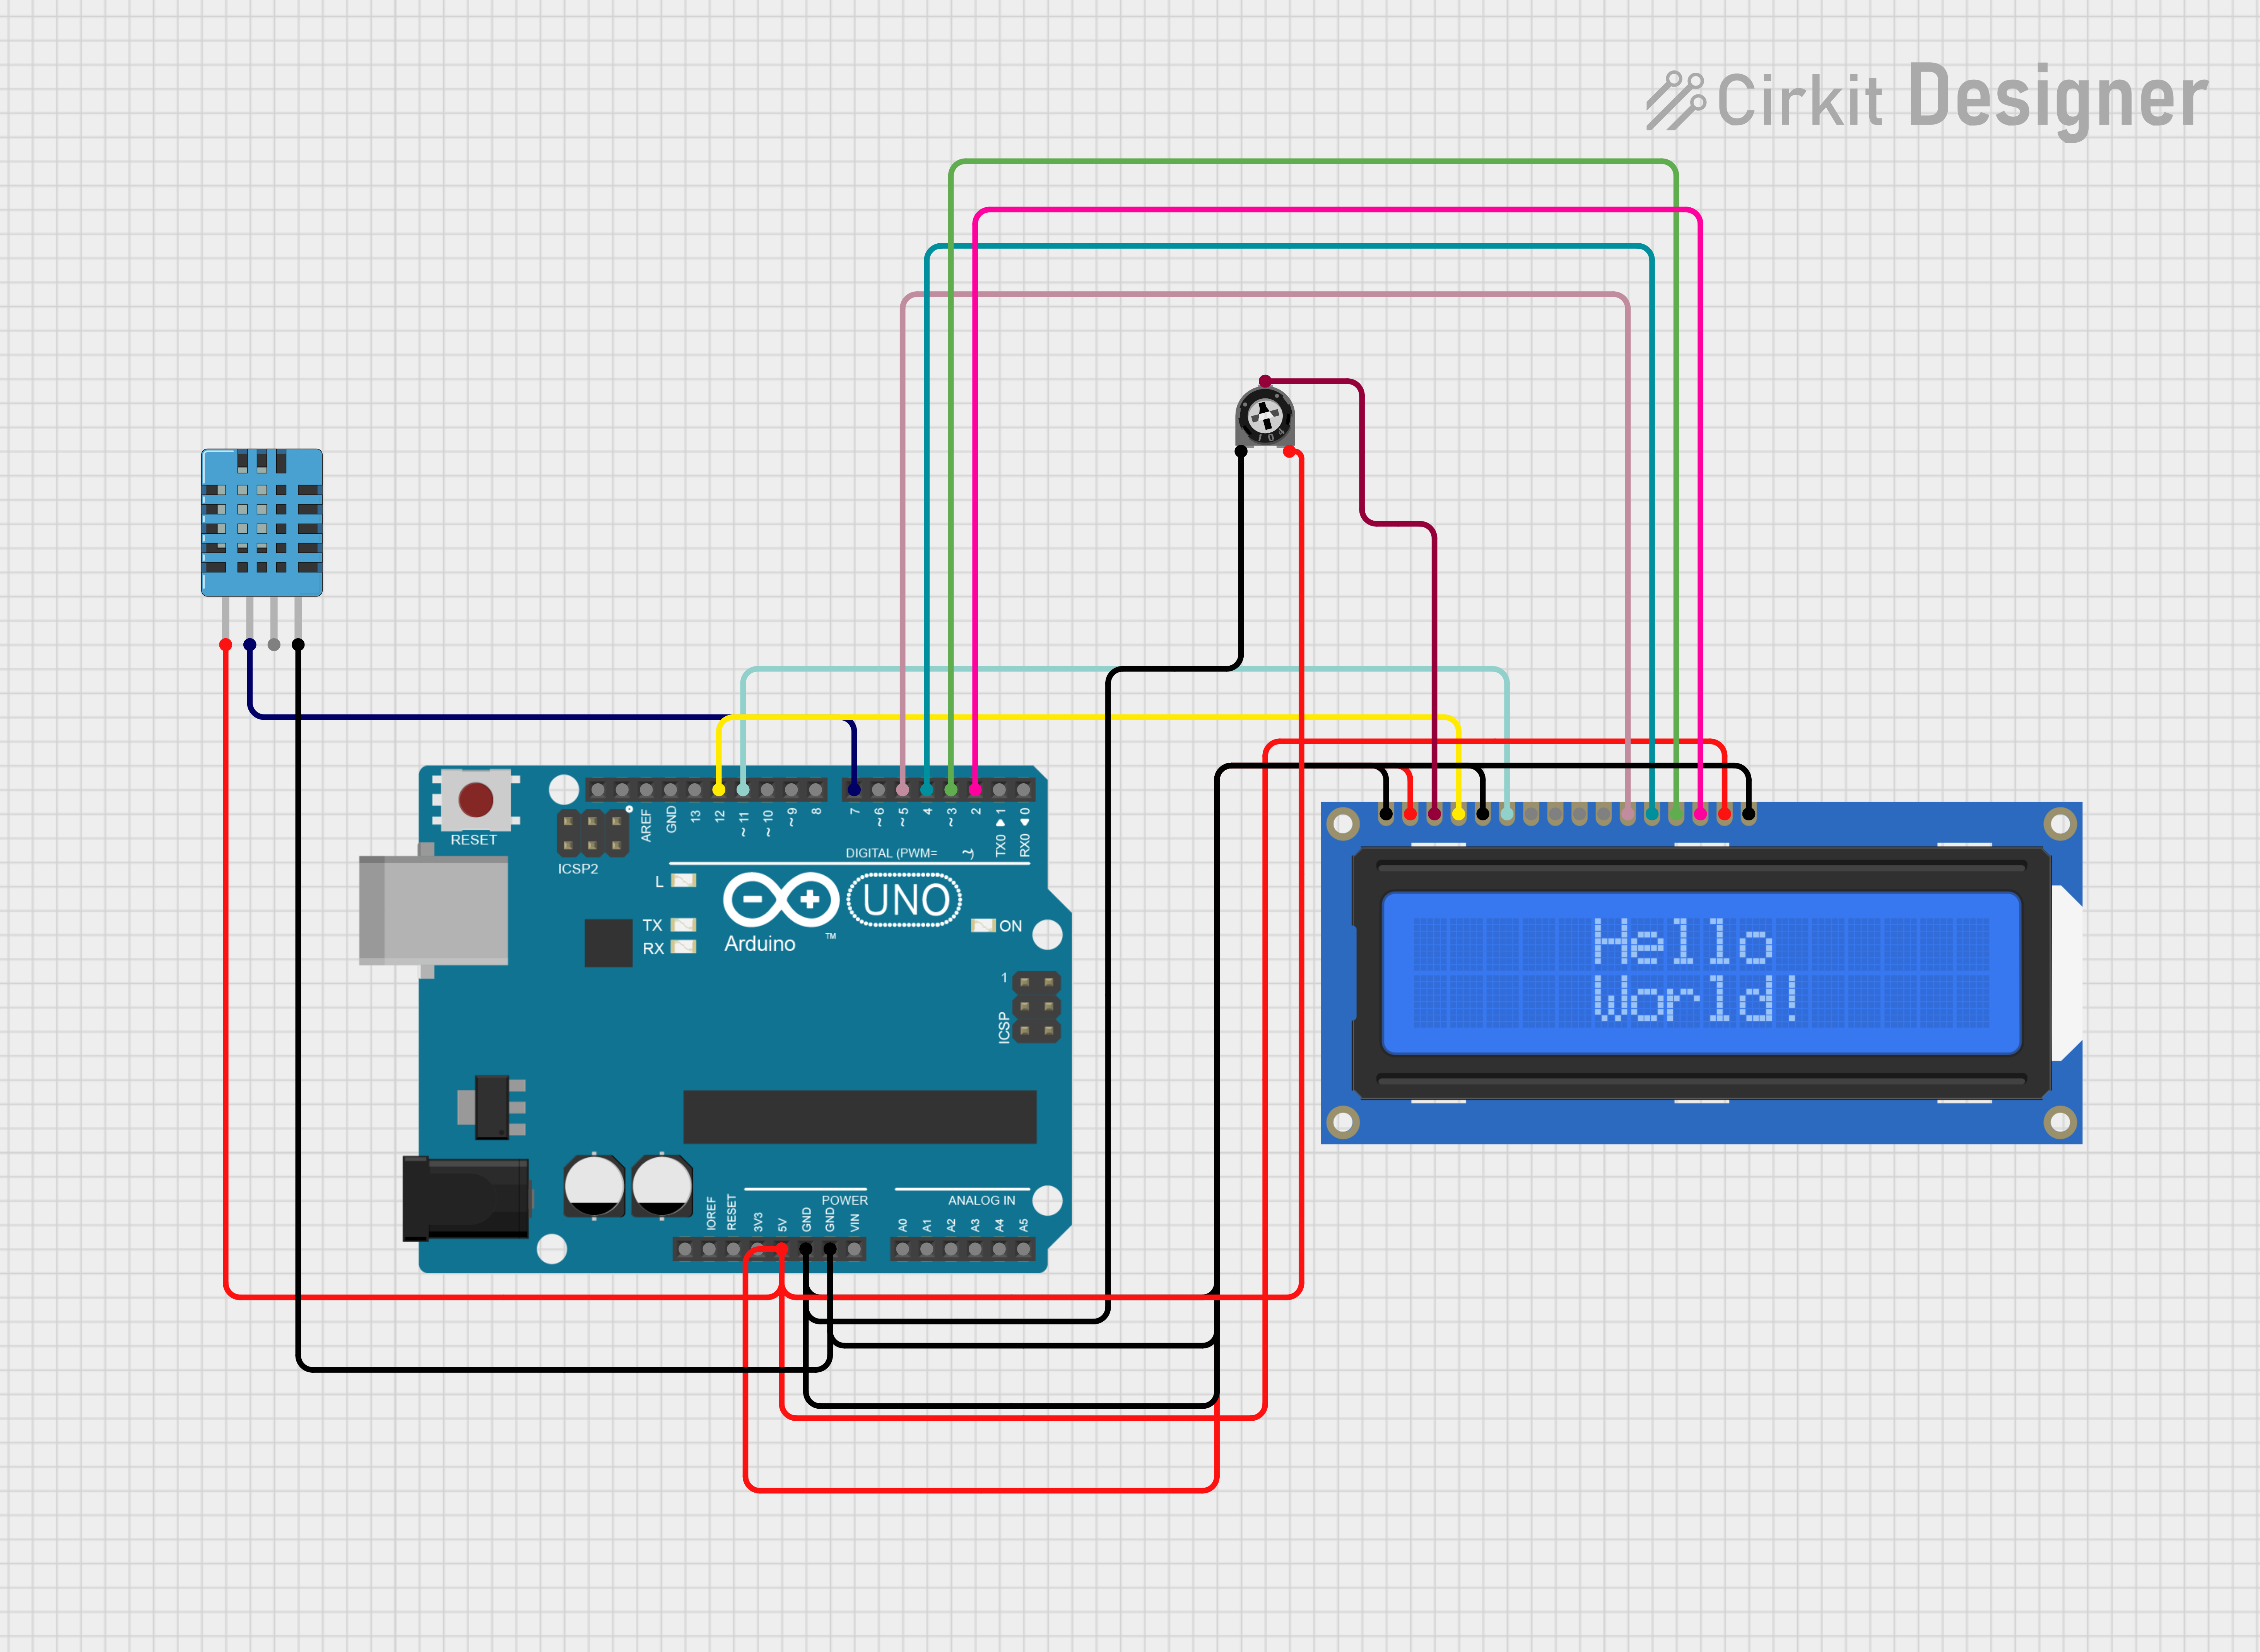 Cirkit Designer
104
RESET
ICSP2
AREF
GND
13
12
~ 11
~ 10
~ 9
8
7
~ 6
~ 5
4
~ 3
2
TX0 ▶ 1
RX0 ◀ 0
DIGITAL (PWM= ~)
L
TX
RX
Arduino ™
UNO
ON
1
ICSP
Hello
World!
POWER
ANALOG IN
IOREF
RESET
3V3
5V
GND
GND
VIN
A0
A1
A2
A3
A4
A5